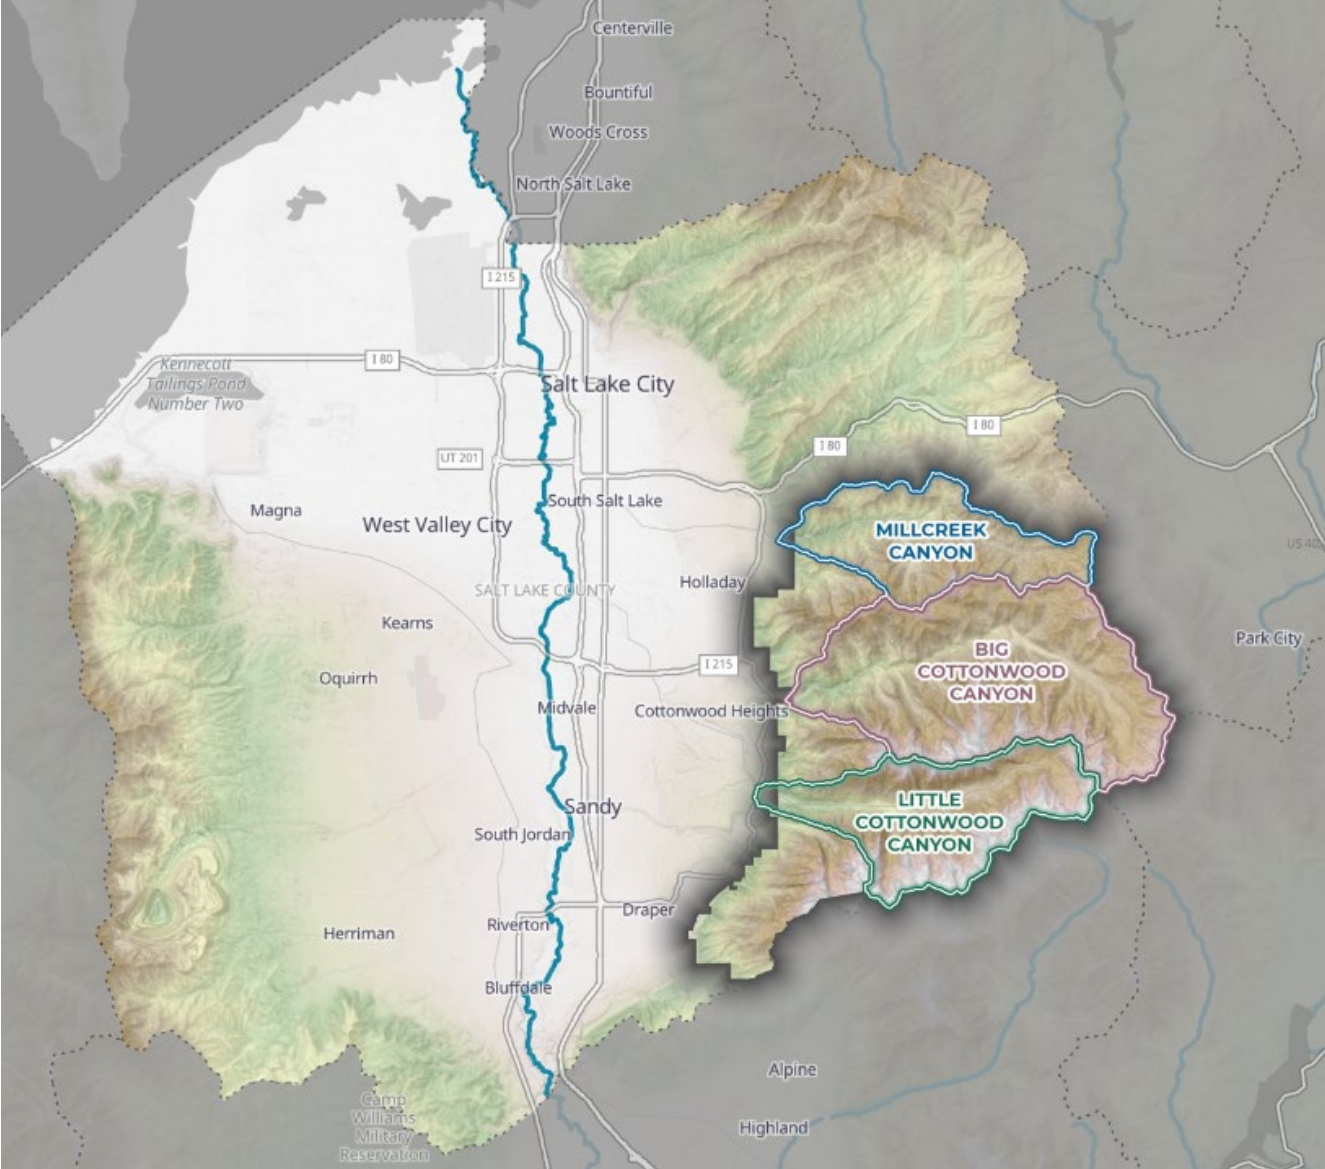 Centerville
Bountiful
Woods Cross
North Salt Lake
I 215
Kennecott
Tailings Pond
Number Two
I 80
Salt Lake City
I 80
I 80
UT 201
South Salt Lake
Magna
West Valley City
MILLCREEK
CANYON
US 40
SALT LAKE COUNTY
Holladay
Kearns
Park City
Oquirrh
I 215
BIG
COTTONWOOD
CANYON
Midvale
Cottonwood Heights
Sandy
South Jordan
LITTLE
COTTONWOOD
CANYON
Riverton
Draper
Herriman
Bluffdale
Alpine
Camp
Williams
Military
Reservation
Highland